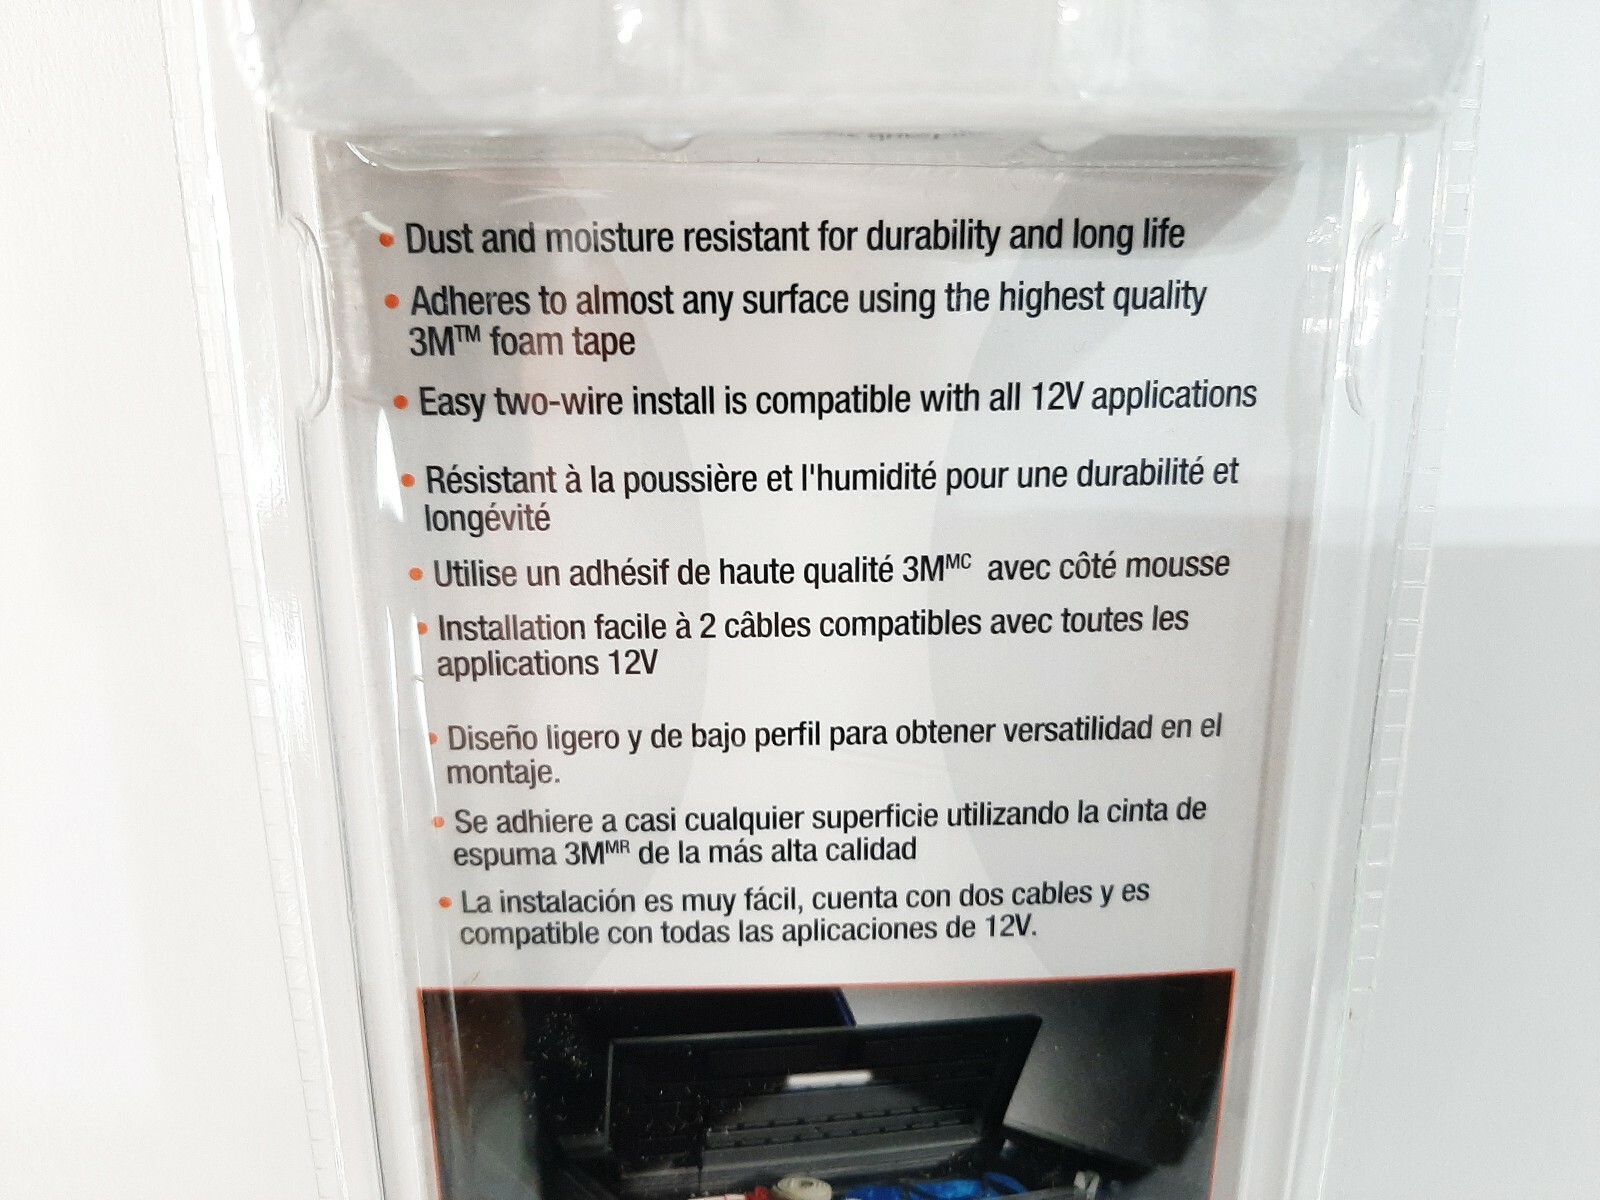 • Dust and moisture resistant for durability and long life
• Adheres to almost any surface using the highest quality
3M™ foam tape
• Easy two-wire install is compatible with all 12V applications
• Résistant à la poussière et l'humidité pour une durabilité et
longévité
• Utilise un adhésif de haute qualité 3Mᴹᶜ avec côté mousse
• Installation facile à 2 câbles compatibles avec toutes les
applications 12V
• Diseño ligero y de bajo perfil para obtener versatilidad en el
montaje.
• Se adhiere a casi cualquier superficie utilizando la cinta de
espuma 3Mᴹᴿ de la más alta calidad
• La instalación es muy fácil, cuenta con dos cables y es
compatible con todas las aplicaciones de 12V.